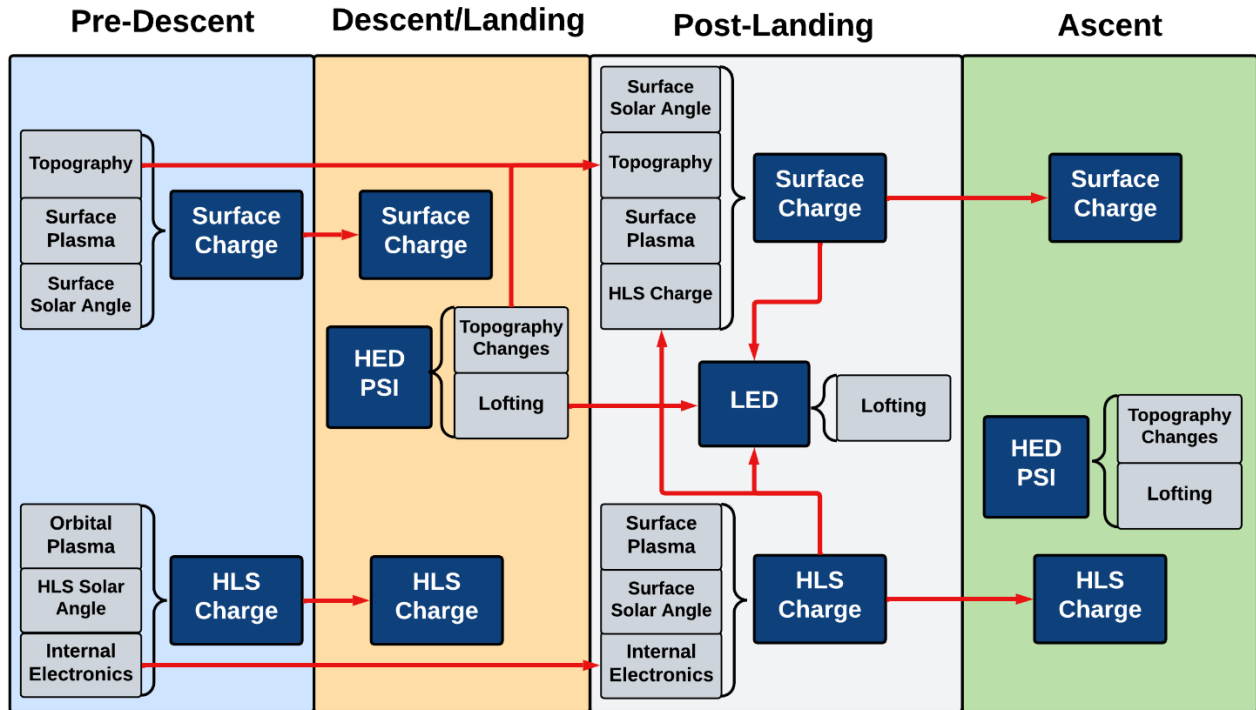 Pre-Descent
Descent/Landing
Post-Landing
Ascent
Topography
Surface
Plasma
Surface
Solar Angle
Surface
Charge
Orbital
Plasma
HLS Solar
Angle
Internal
Electronics
HLS
Charge
Surface
Charge
HED
PSI
Topography
Changes
Lofting
HLS
Charge
Surface
Solar Angle
Topography
Surface
Plasma
HLS Charge
Surface
Charge
LED
Lofting
Surface
Plasma
Surface
Solar Angle
Internal
Electronics
HLS
Charge
Surface
Charge
HED
PSI
Topography
Changes
Lofting
HLS
Charge